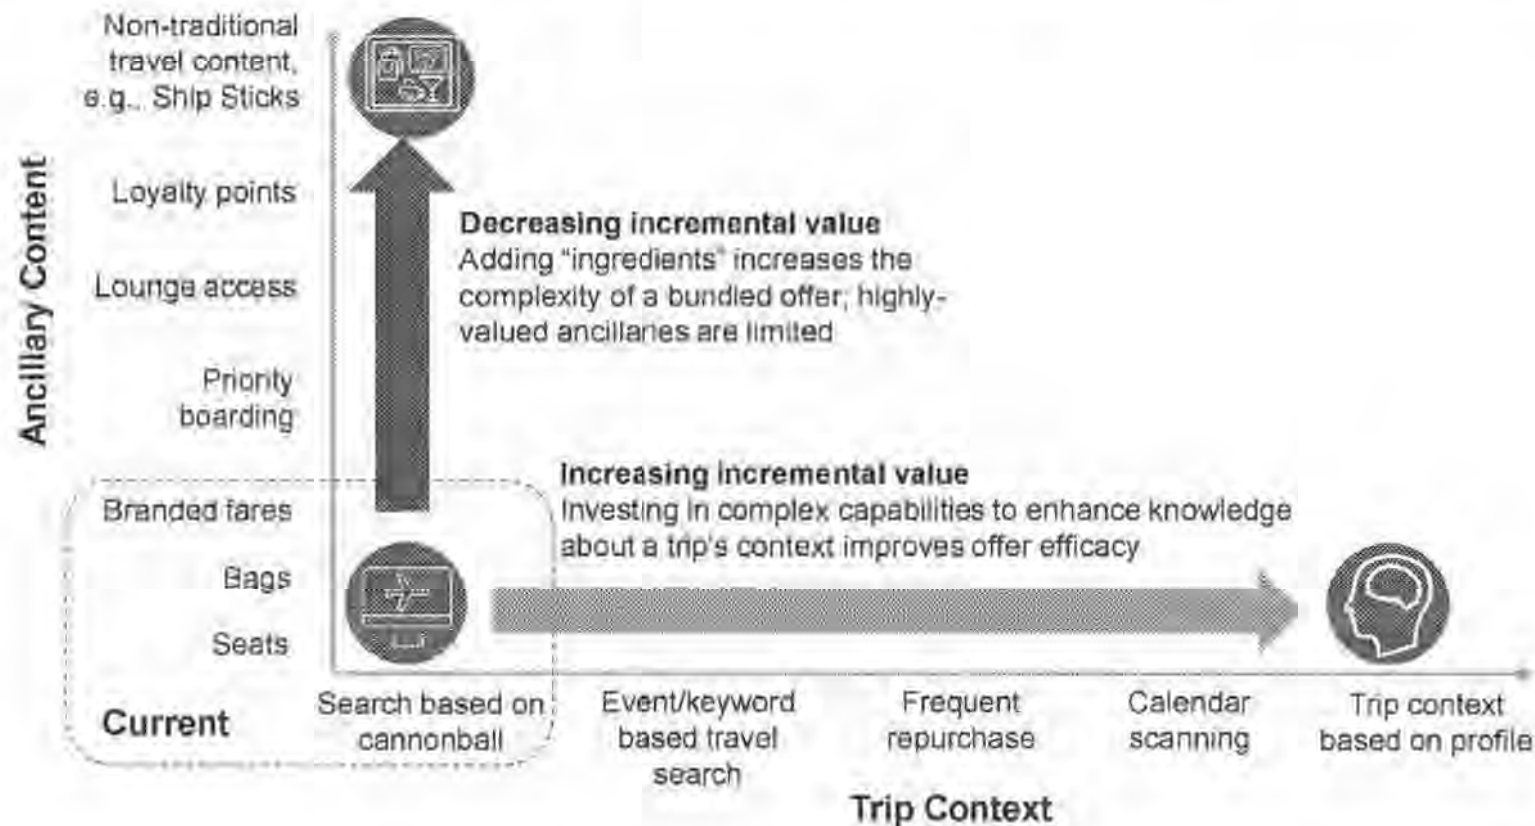 Non-traditional
travel content,
e.g., Ship Sticks
Loyalty points
Lounge access
Priority
boarding
Branded fares
Bags
Seats
Ancillary Content
Decreasing incremental value
Adding “ingredients” increases the
complexity of a bundled offer; highly-
valued ancillaries are limited
Increasing incremental value
Investing in complex capabilities to enhance knowledge
about a trip's context improves offer efficacy
Current
Search based on
cannonball
Event/keyword
based travel
search
Frequent
repurchase
Calendar
scanning
Trip context
based on profile
Trip Context